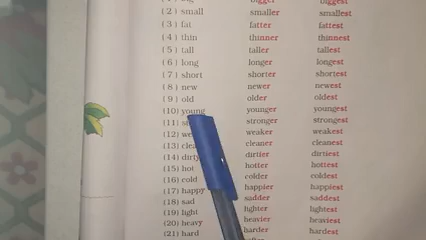 bigger biggest
(2) small smaller smallest
(3) fat fatter fattest
(4) thin thinner thinnest
(5) tall taller tallest
(6) long longer longest
(7) short shorter shortest
(8) new newer newest
(9) old older oldest
(10) young younger youngest
(11) stronger strongest
(12) weaker weakest
(13) cleaner cleanest
(14) dirty dirtier dirtiest
(15) hot hotter hottest
(16) cold colder coldest
(17) happy happier happiest
(18) sad sadder saddest
(19) light lighter lightest
(20) heavy heavier heaviest
(21) hard harder hardest